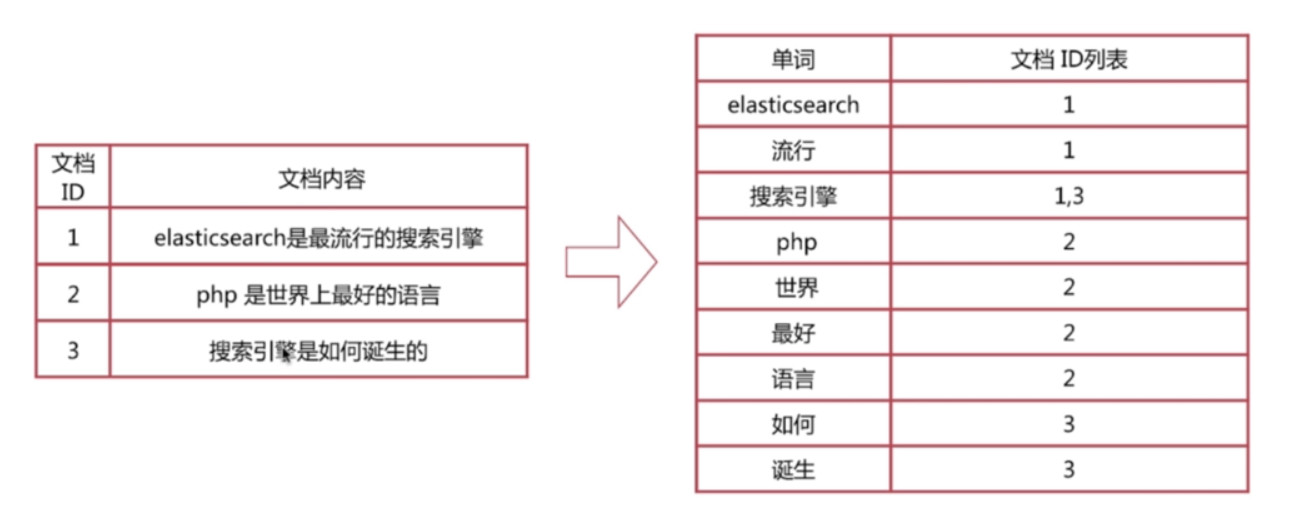 文档
ID
文档内容
1
elasticsearch是最流行的搜索引擎
2
php 是世界上最好的语言
3
搜索引擎是如何诞生的
单词
文档 ID列表
elasticsearch
1
流行
1
搜索引擎
1,3
php
2
世界
2
最好
2
语言
2
如何
3
诞生
3